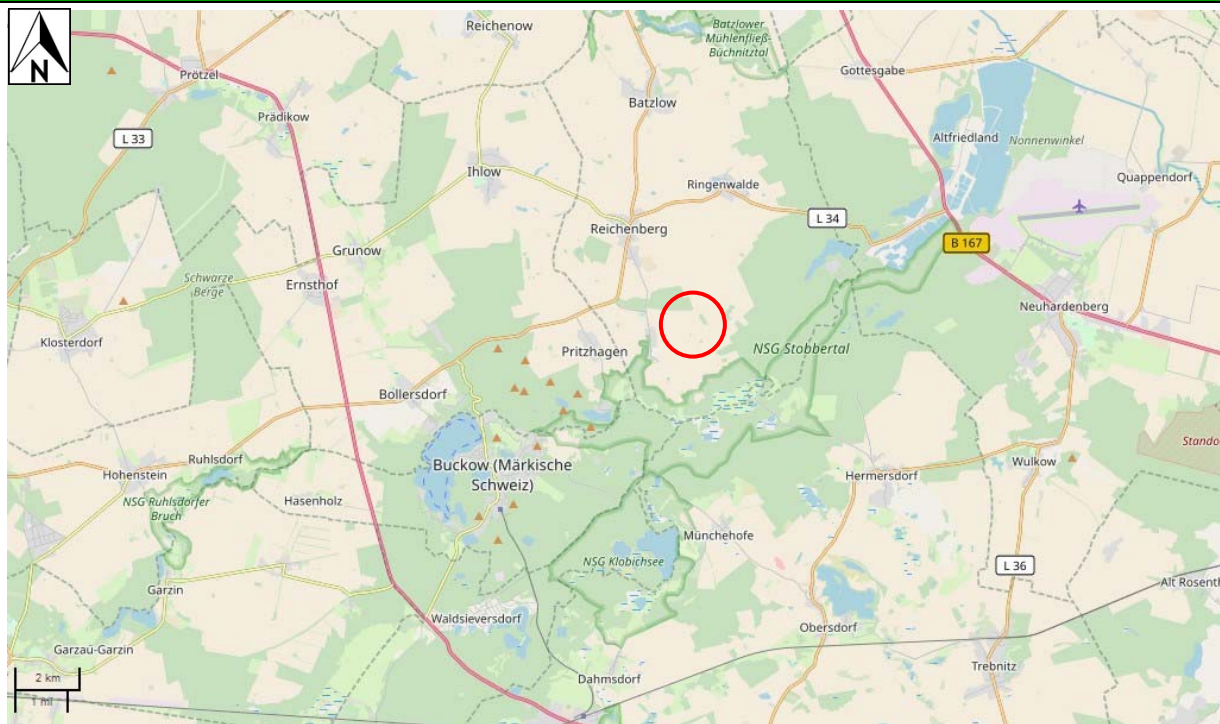 N
Reichenow
Batzlower
Mühlenfließ-
Büchnitztal
Gottesgabe
Prötzel
Prädikow
Batzlow
L 33
Altfriedland
Nonnenwinkel
Ihlow
Ringenwalde
Quappendorf
L 34
Reichenberg
B 167
Grunow
Schwarze
Berge
Ernsthof
Neuhardenberg
Klosterdorf
Pritzhagen
NSG Stobbertal
Bollersdorf
Ruhlsdorf
Buckow (Märkische
Schweiz)
Stando
Wulkow
Hohenstein
Hermersdorf
NSG Ruhlsdorfer
Bruch
Hasenholz
Münchehofe
NSG Klobichsee
L 36
Garzin
Alt Rosent
Waldsieversdorf
Obersdorf
Garzau-Garzin
Trebnitz
2 km
Dahmsdorf
1 mi